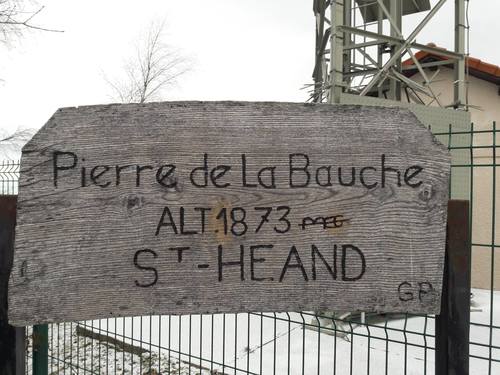 Pierre de La Bauche
ALT.1873
ST-HEAND
GP